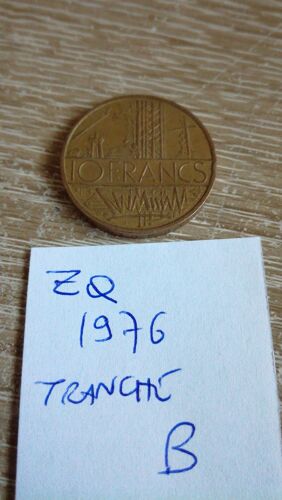 10 FRANCS
ZQ
1976
TRANCHE
B